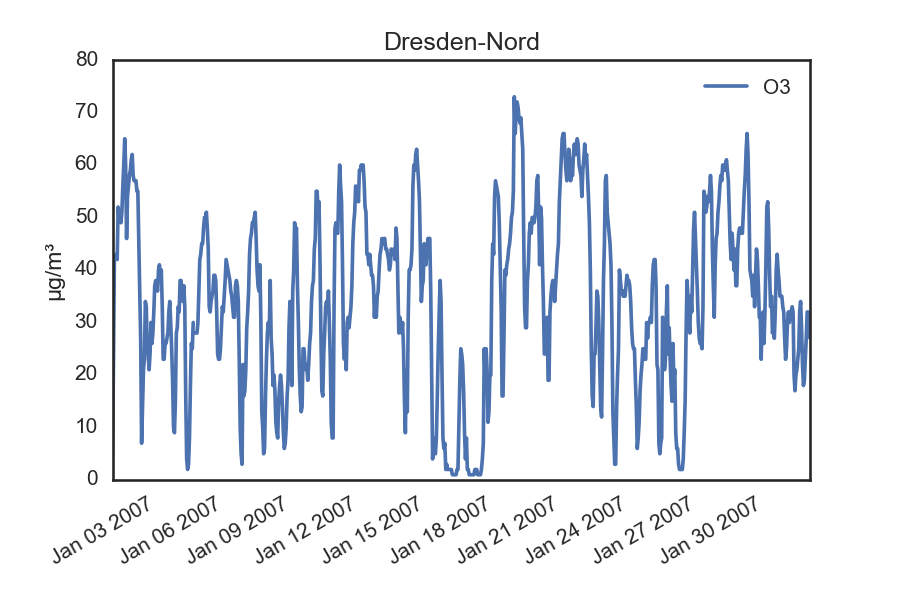 Dresden-Nord
O3
µg/m³
80
70
60
50
40
30
20
10
0
Jan 03 2007
Jan 06 2007
Jan 09 2007
Jan 12 2007
Jan 15 2007
Jan 18 2007
Jan 21 2007
Jan 24 2007
Jan 27 2007
Jan 30 2007